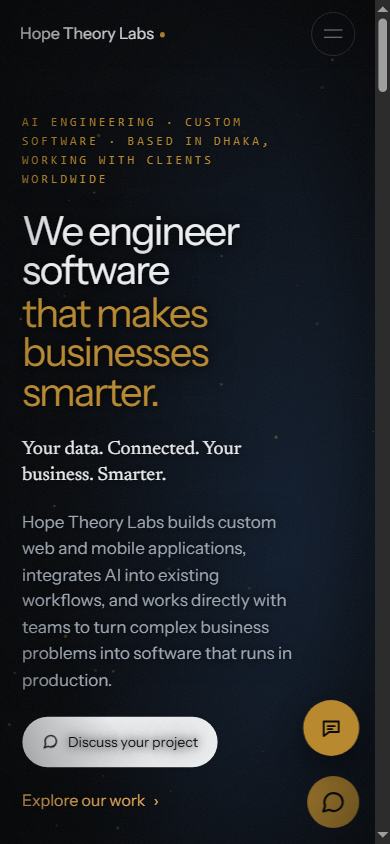 Hope Theory Labs
AI ENGINEERING · CUSTOM
SOFTWARE · BASED IN DHAKA,
WORKING WITH CLIENTS
WORLDWIDE
We engineer
software
that makes
businesses
smarter.
Your data. Connected. Your
business. Smarter.
Hope Theory Labs builds custom
web and mobile applications,
integrates AI into existing
workflows, and works directly with
teams to turn complex business
problems into software that runs in
production.
Discuss your project
Explore our work ›